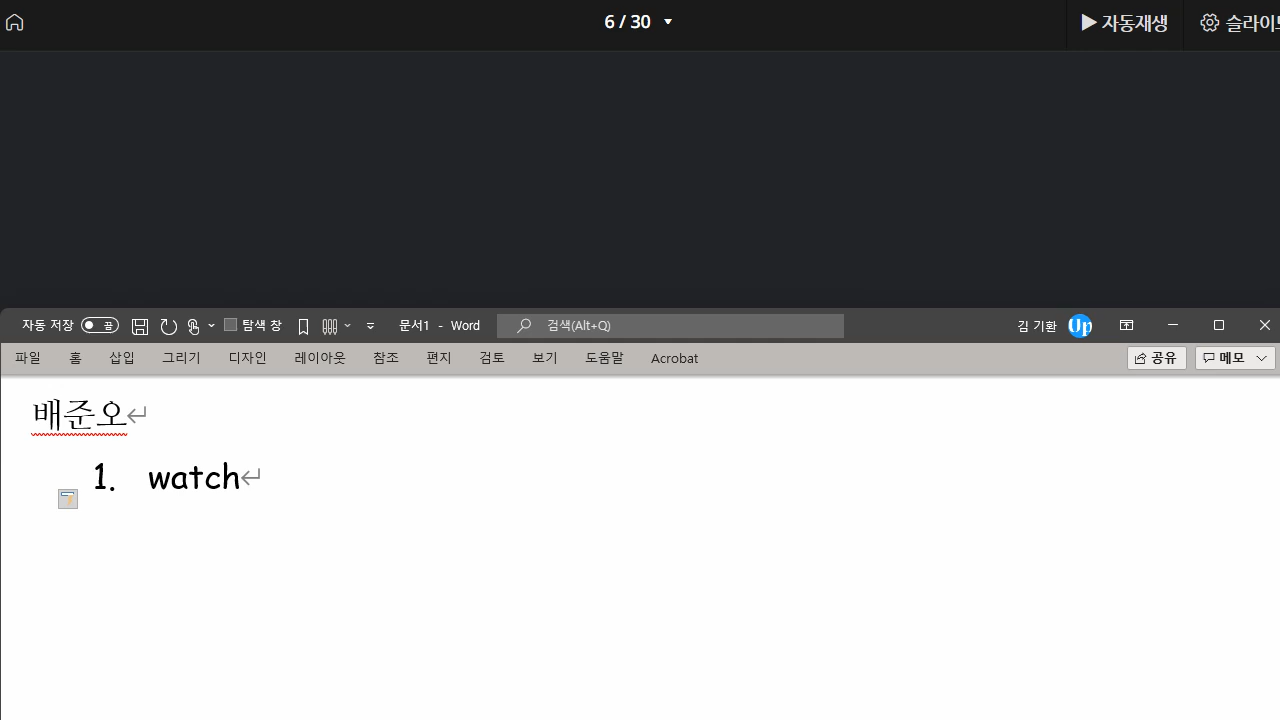 6 / 30
▶ 자동재생
슬라이드
자동 저장 끔
탐색 창
문서1 - Word
검색(Alt+Q)
김 기환
Up
파일 홈 삽입 그리기 디자인 레이아웃 참조 편지 검토 보기 도움말 Acrobat
공유 메모
배준오
1. watch